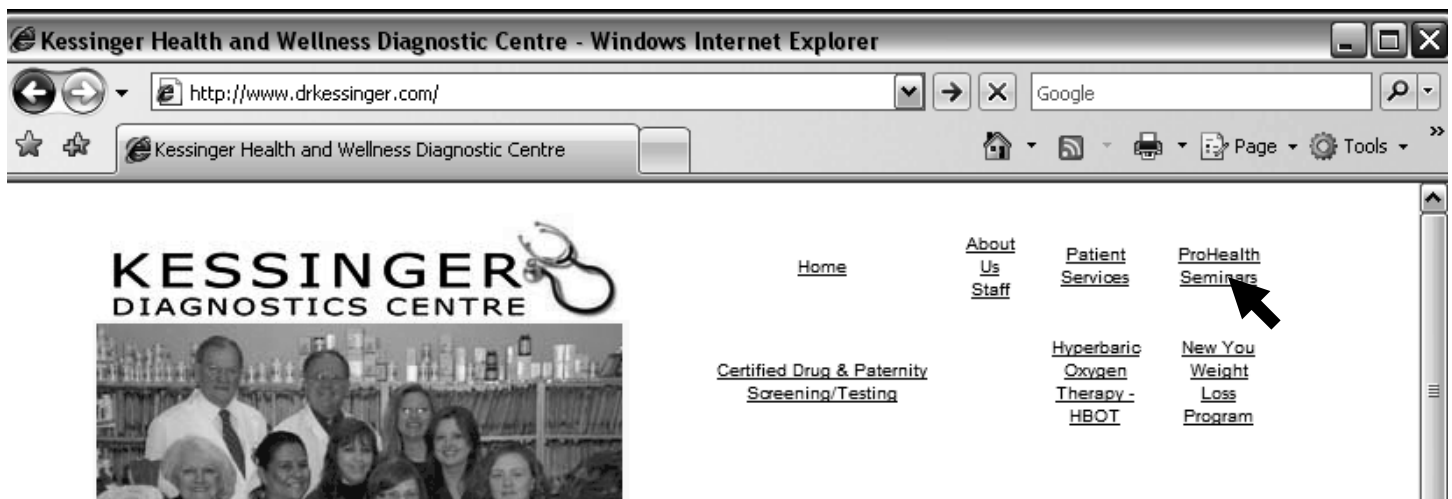 Kessinger Health and Wellness Diagnostic Centre - Windows Internet Explorer
http://www.drkessinger.com/
Google
Kessinger Health and Wellness Diagnostic Centre
Page
Tools
KESSINGER
DIAGNOSTICS CENTRE
Home
About
Us
Staff
Patient
Services
ProHealth
Seminars
Certified Drug & Paternity
Screening/Testing
Hyperbaric
Oxygen
Therapy -
HBOT
New You
Weight
Loss
Program